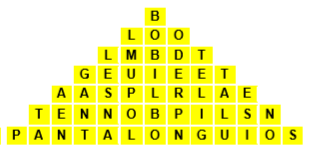 B
L O O
L M B D T
G E U I E E T
A A S P L R L A E
T E N N O B P I L S N
P A N T A L O N G U I O S